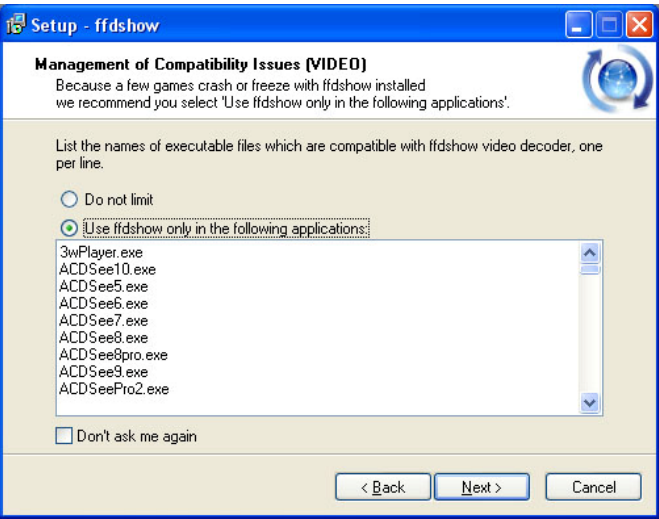 Setup - ffdshow
Management of Compatibility Issues (VIDEO)
Because a few games crash or freeze with ffdshow installed
we recommend you select 'Use ffdshow only in the following applications'.
List the names of executable files which are compatible with ffdshow video decoder, one
per line.
Do not limit
Use ffdshow only in the following applications:
3wPlayer.exe
ACDSee10.exe
ACDSee5.exe
ACDSee6.exe
ACDSee7.exe
ACDSee8.exe
ACDSee8pro.exe
ACDSee9.exe
ACDSeePro2.exe
Don't ask me again
< Back Next > Cancel